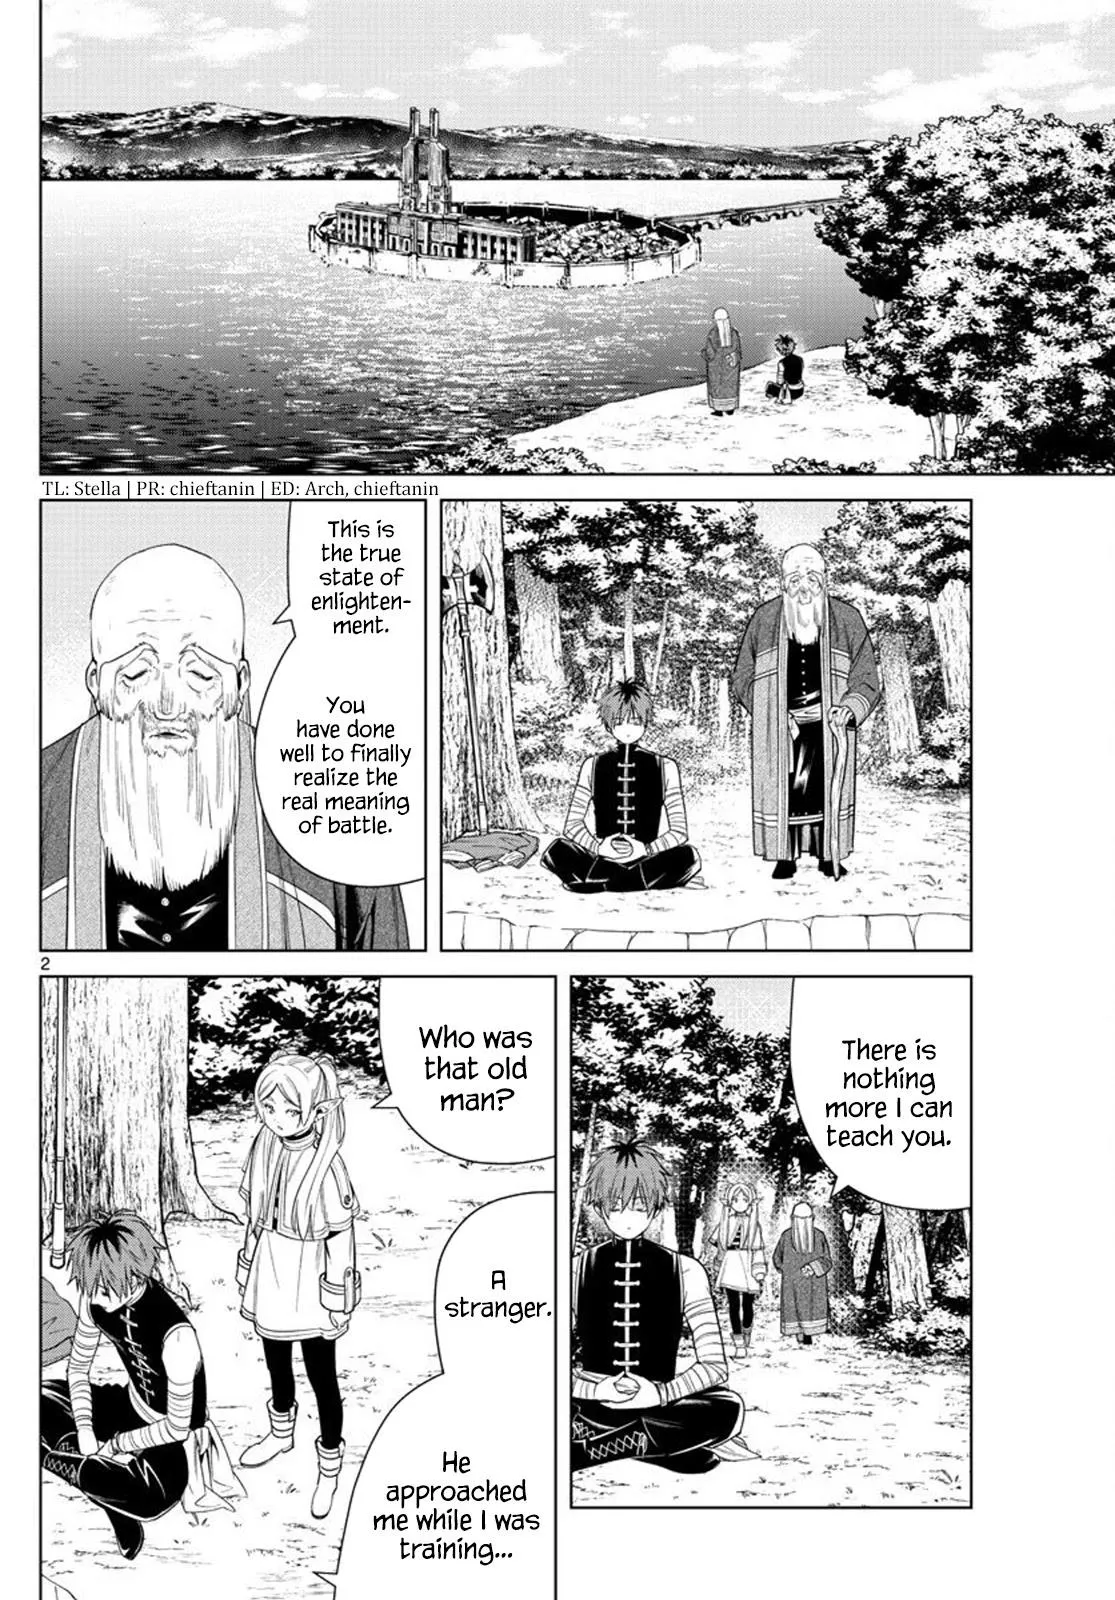 TL: Stella | PR: chieftanin | ED: Arch, chieftanin
This is
the true
state of
enlighten-
ment.
You
have done
well to finally
realize the
real meaning
of battle.
2
There is
nothing
more I can
teach you.
Who was
that old
man?
A
stranger.
He
approached
me while I was
training...